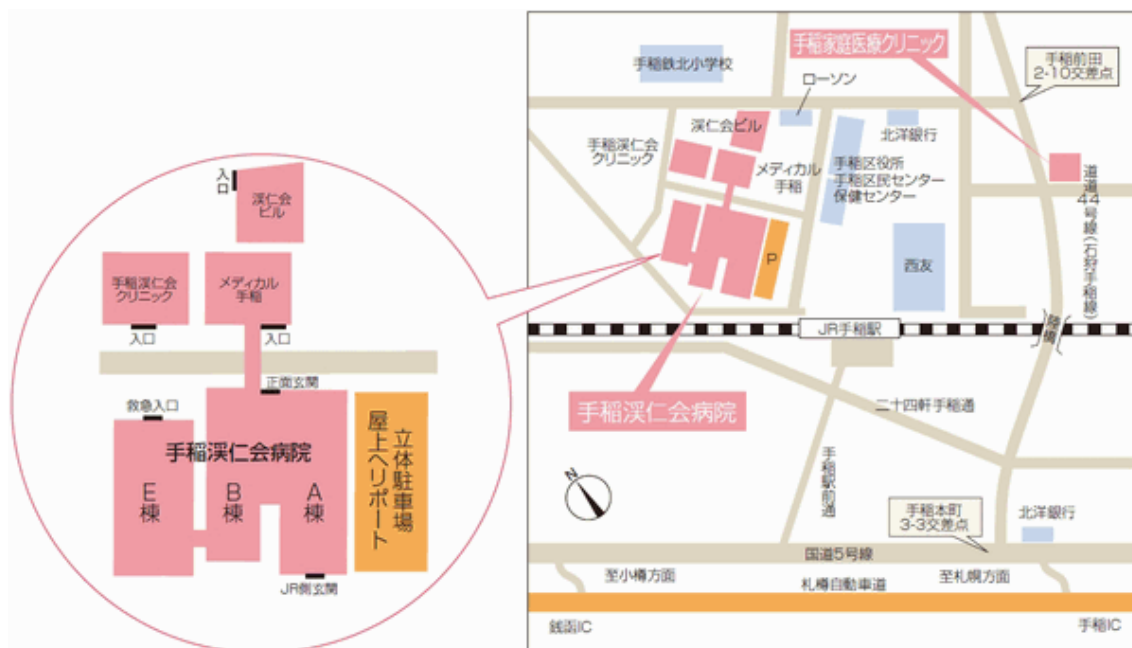 入口
渓仁会
ビル
手稲渓仁会
クリニック
メディカル
手稲
入口
入口
正面玄関
救急入口
手稲渓仁会病院
E棟
B棟
A棟
立体駐車場
屋上ヘリポート
JR側玄関
手稲鉄北小学校
ローソン
手稲家庭医療クリニック
手稲前田
2-10交差点
渓仁会ビル
手稲渓仁会
クリニック
メディカル
手稲
北洋銀行
手稲区役所
手稲区民センター
保健センター
道道44号線(石狩手稲線)
P
西友
JR手稲駅
陸橋
手稲渓仁会病院
二十四軒手稲通
N
手稲駅前通
手稲本町
3-3交差点
北洋銀行
国道5号線
至小樽方面
札樽自動車道
至札幌方面
銭函IC
手稲IC